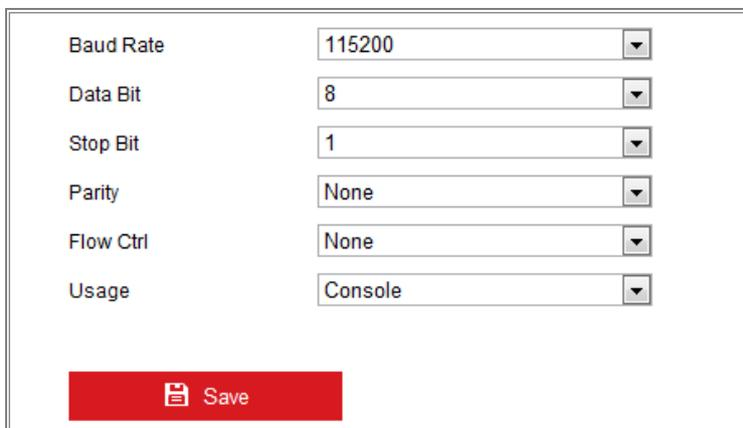 Baud Rate 115200
Data Bit 8
Stop Bit 1
Parity None
Flow Ctrl None
Usage Console
Save